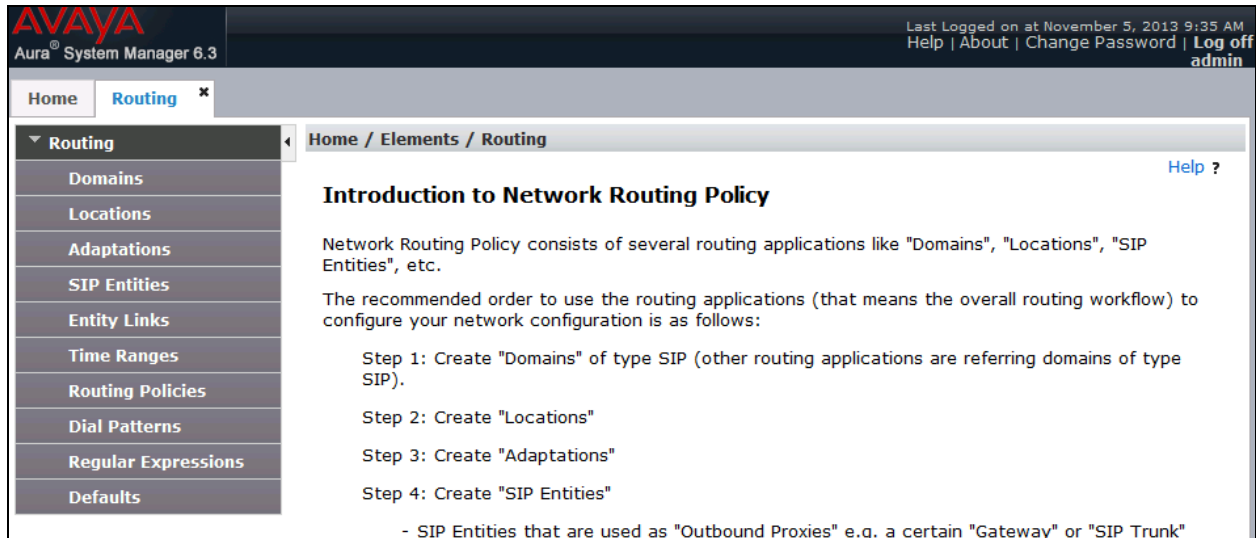 AVAYA
Aura® System Manager 6.3
Last Logged on at November 5, 2013 9:35 AM
Help | About | Change Password | Log off
admin
Home
Routing ✖
Routing
Domains
Locations
Adaptations
SIP Entities
Entity Links
Time Ranges
Routing Policies
Dial Patterns
Regular Expressions
Defaults
Home / Elements / Routing
Help ?
Introduction to Network Routing Policy
Network Routing Policy consists of several routing applications like "Domains", "Locations", "SIP
Entities", etc.
The recommended order to use the routing applications (that means the overall routing workflow) to
configure your network configuration is as follows:
Step 1: Create "Domains" of type SIP (other routing applications are referring domains of type
SIP).
Step 2: Create "Locations"
Step 3: Create "Adaptations"
Step 4: Create "SIP Entities"
- SIP Entities that are used as "Outbound Proxies" e.g. a certain "Gateway" or "SIP Trunk"